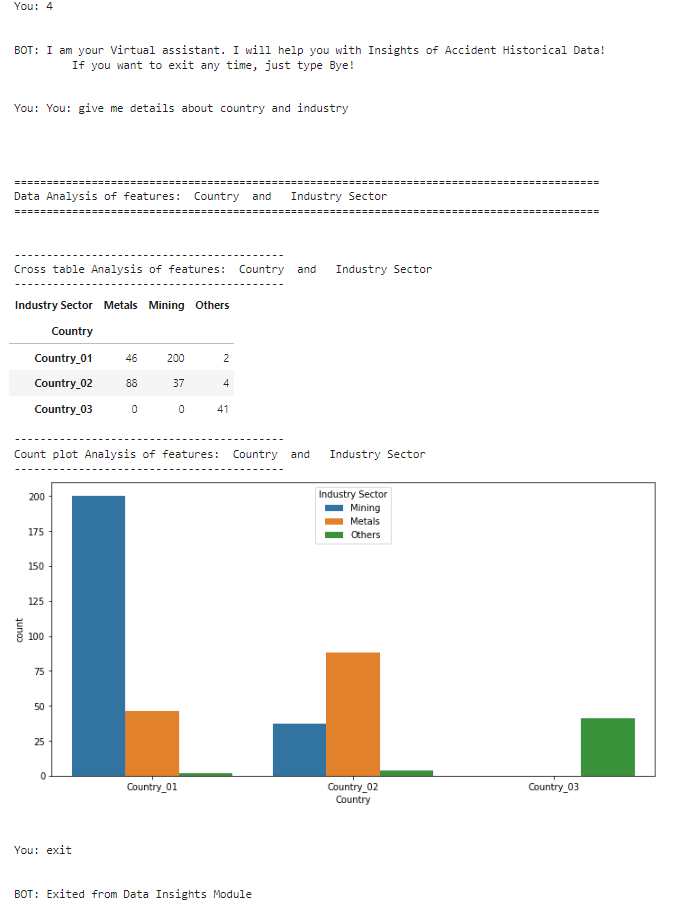 You: 4
BOT: I am your Virtual assistant. I will help you with Insights of Accident Historical Data!
If you want to exit any time, just type Bye!
You: You: give me details about country and industry
=========================================================================================
Data Analysis of features:  Country  and   Industry Sector
=========================================================================================
-----------------------------------------
Cross table Analysis of features:  Country  and   Industry Sector
-----------------------------------------
Industry Sector Metals Mining Others
Country
Country_01 46 200 2
Country_02 88 37 4
Country_03 0 0 41
-----------------------------------------
Count plot Analysis of features:  Country  and   Industry Sector
-----------------------------------------
Industry Sector
Mining
Metals
Others
200
175
150
125
100
75
50
25
0
count
Country_01 Country_02 Country_03
Country
You: exit
BOT: Exited from Data Insights Module